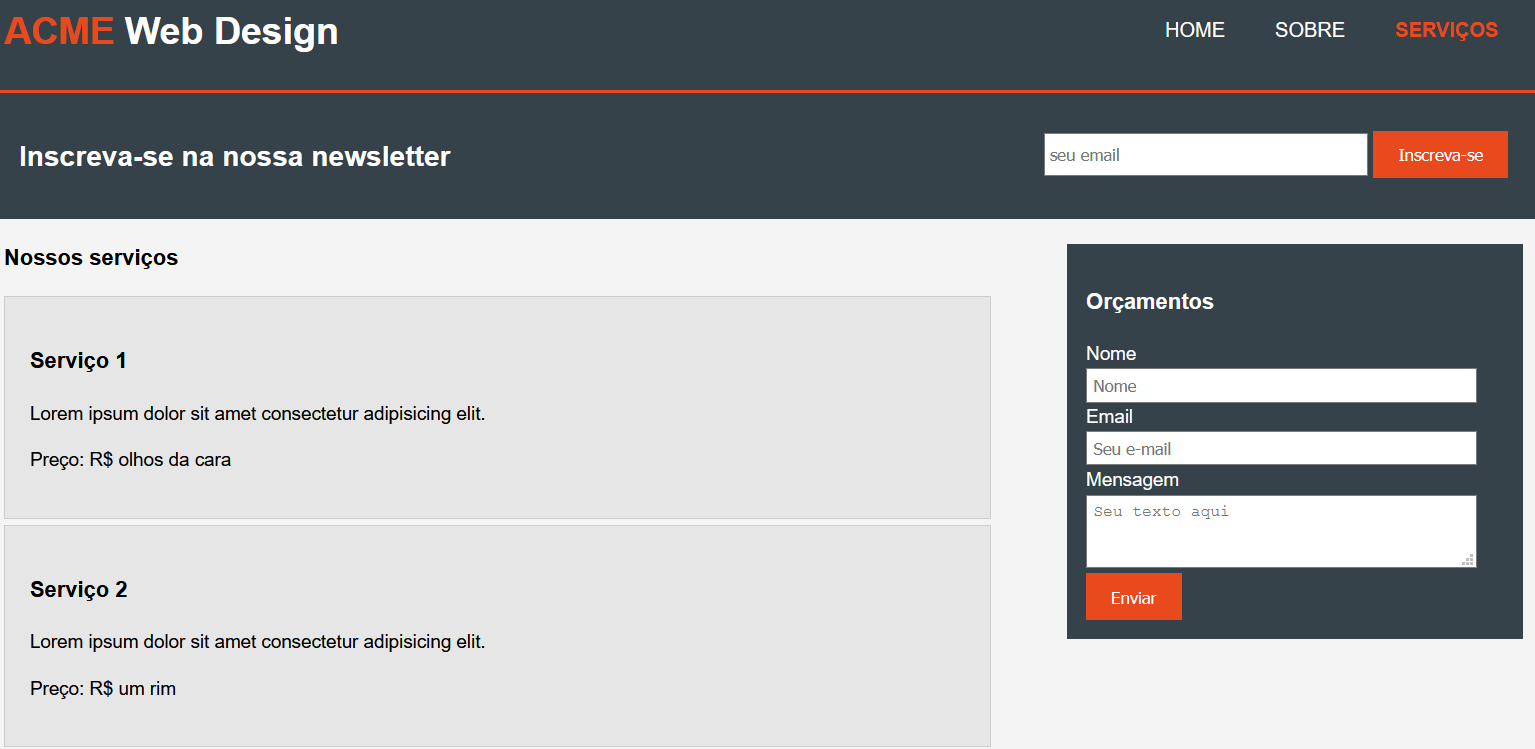 ACME Web Design
HOME SOBRE SERVIÇOS
Inscreva-se na nossa newsletter
seu email
Inscreva-se
Nossos serviços
Serviço 1
Lorem ipsum dolor sit amet consectetur adipisicing elit.
Preço: R$ olhos da cara
Serviço 2
Lorem ipsum dolor sit amet consectetur adipisicing elit.
Preço: R$ um rim
Orçamentos
Nome
Nome
Email
Seu e-mail
Mensagem
Seu texto aqui
Enviar